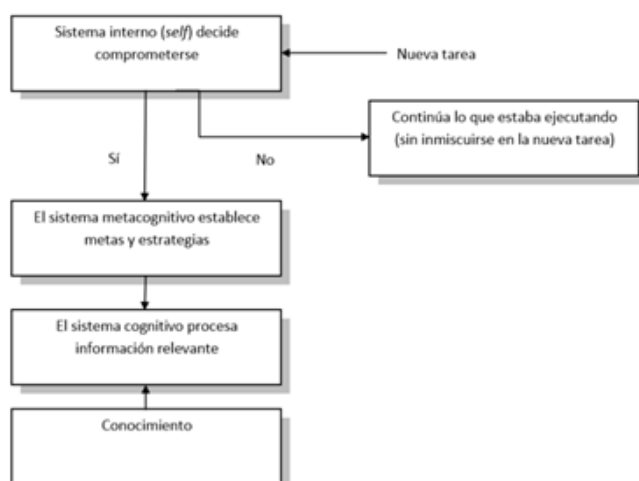 Sistema interno (self) decide
comprometerse
Nueva tarea
Continúa lo que estaba ejecutando
(sin inmiscuirse en la nueva tarea)
Sí
No
El sistema metacognitivo establece
metas y estrategias
El sistema cognitivo procesa
información relevante
Conocimiento